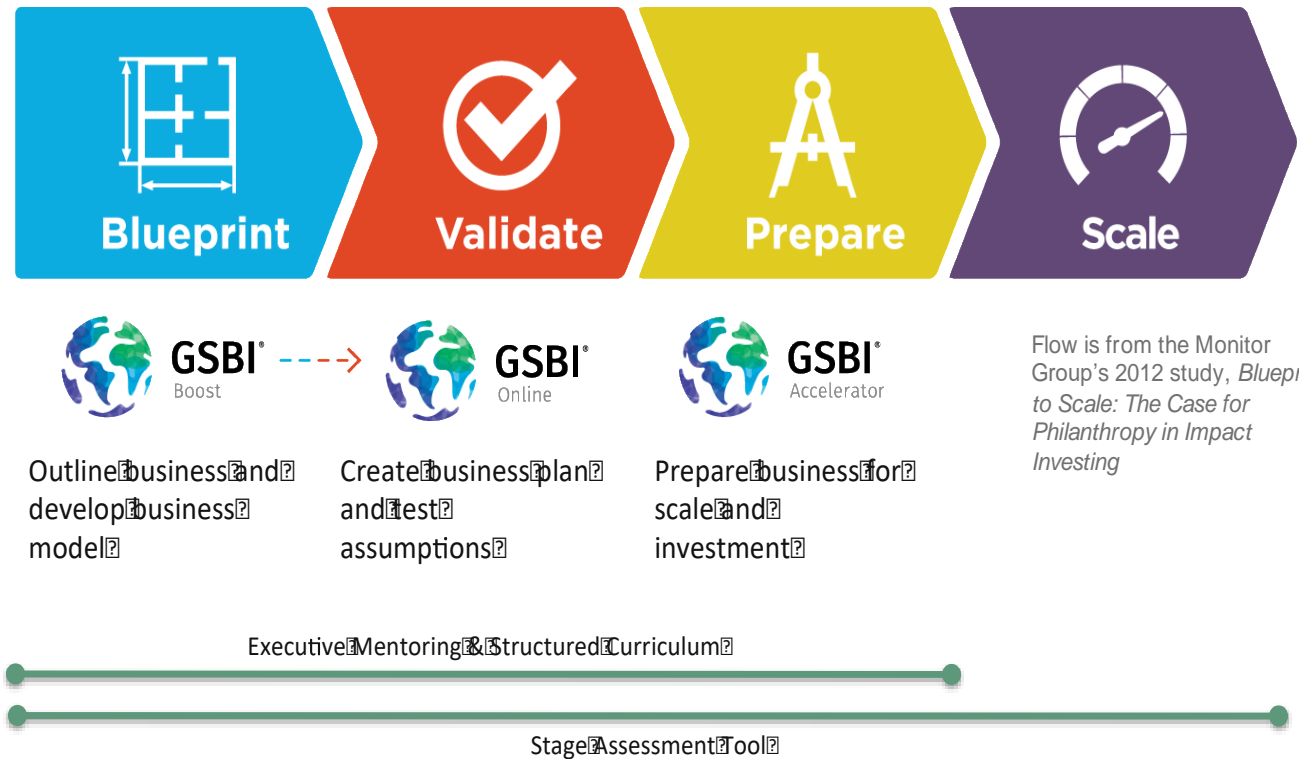 Blueprint
Validate
Prepare
Scale
GSBI®
Boost
GSBI®
Online
GSBI®
Accelerator
Outline business and
develop business
model
Create business plan
and test
assumptions
Prepare business for
scale and
investment
Flow is from the Monitor
Group’s 2012 study, Bluepr
to Scale: The Case for
Philanthropy in Impact
Investing
Executive Mentoring & Structured Curriculum
Stage Assessment Tool